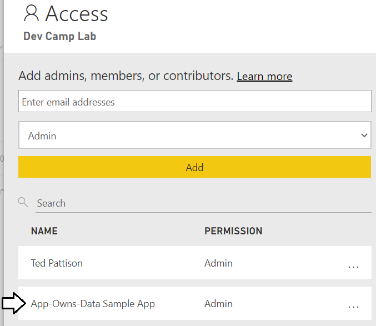 Access
Dev Camp Lab
Add admins, members, or contributors. Learn more
Enter email addresses
Admin
Add
Search
NAME PERMISSION
Ted Pattison Admin ...
App-Owns-Data Sample App Admin ...